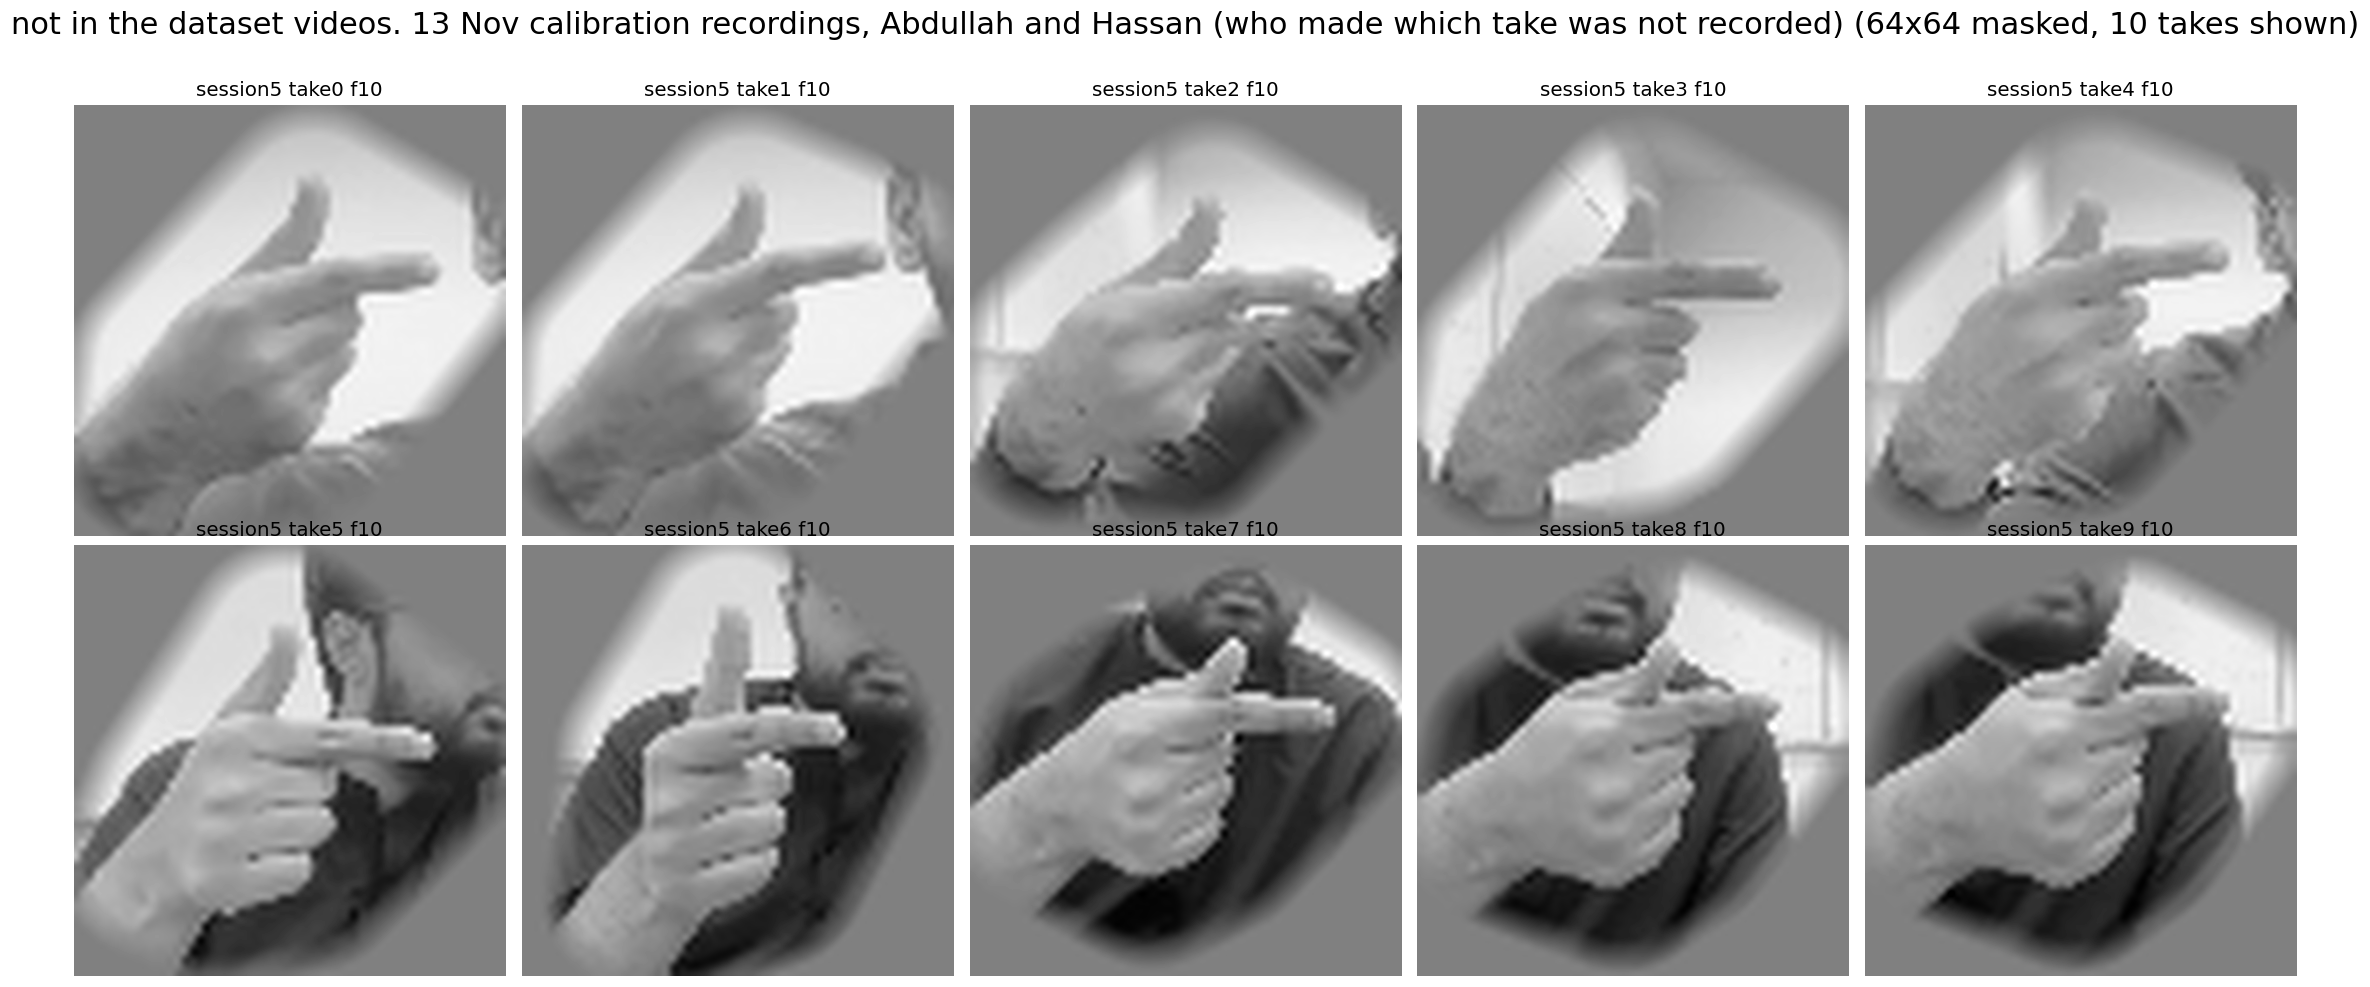 not in the dataset videos. 13 Nov calibration recordings, Abdullah and Hassan (who made which take was not recorded) (64x64 masked, 10 takes shown)
session5 take0 f10
session5 take1 f10
session5 take2 f10
session5 take3 f10
session5 take4 f10
session5 take5 f10
session5 take6 f10
session5 take7 f10
session5 take8 f10
session5 take9 f10